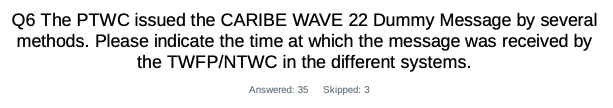 Q6 The PTWC issued the CARIBE WAVE 22 Dummy Message by several
methods. Please indicate the time at which the message was received by
the TWFP/NTWC in the different systems.
Answered: 35 Skipped: 3